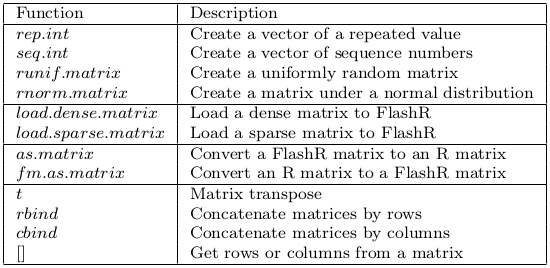 Function Description
rep.int Create a vector of a repeated value
seq.int Create a vector of sequence numbers
runif.matrix Create a uniformly random matrix
rnorm.matrix Create a matrix under a normal distribution
load.dense.matrix Load a dense matrix to FlashR
load.sparse.matrix Load a sparse matrix to FlashR
as.matrix Convert a FlashR matrix to an R matrix
fm.as.matrix Convert an R matrix to a FlashR matrix
t Matrix transpose
rbind Concatenate matrices by rows
cbind Concatenate matrices by columns
[] Get rows or columns from a matrix